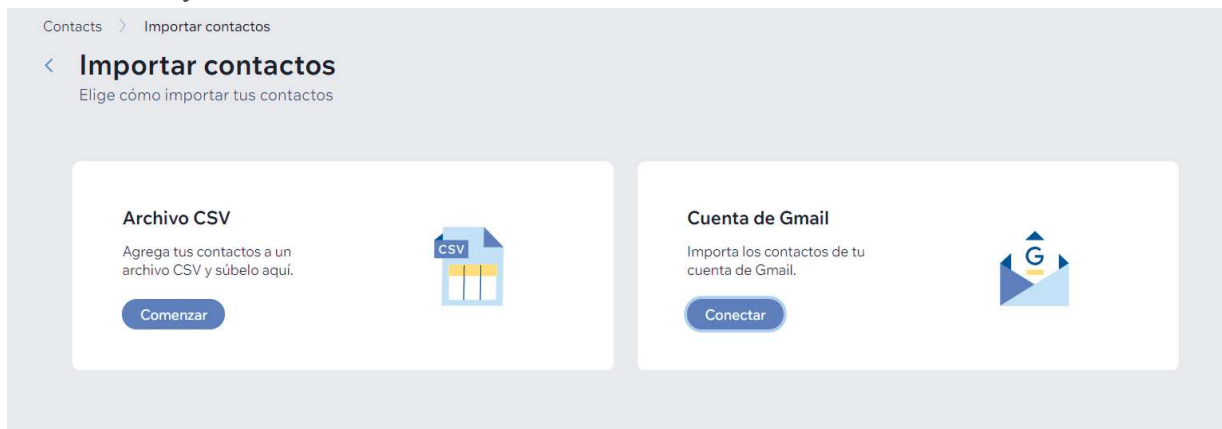 Contacts > Importar contactos
< Importar contactos
Elige cómo importar tus contactos
Archivo CSV
Agrega tus contactos a un
archivo CSV y súbelo aquí.
Comenzar
CSV
Cuenta de Gmail
Importa los contactos de tu
cuenta de Gmail.
Conectar
G